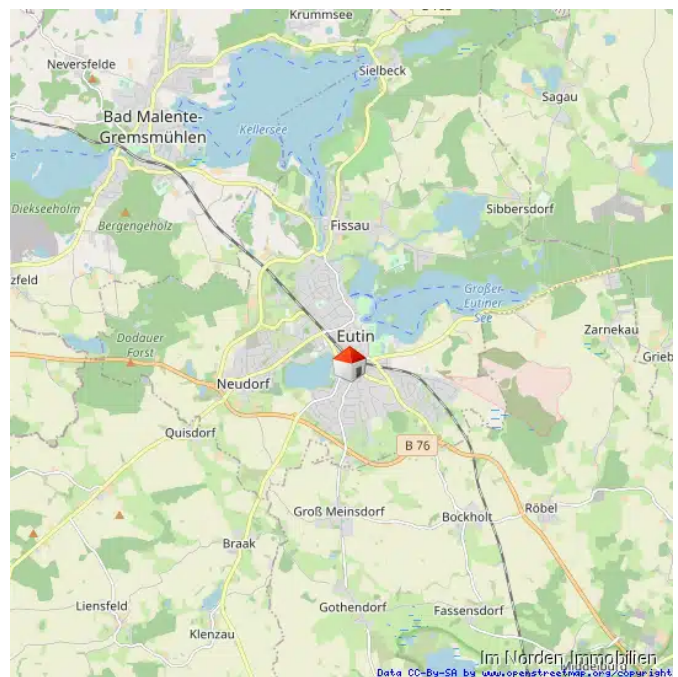 Krummsee
Neversfelde
Sielbeck
Sagau
Bad Malente-
Gremsmühlen
Kellersee
Diekseeholm
Bergengeholz
Fissau
Sibbersdorf
zfeld
Großer
Eutiner
See
Zarnekau
Dodauer
Forst
Eutin
Grieb
Neudorf
Quisdorf
B 76
Groß Meinsdorf
Bockholt
Röbel
Braak
Liensfeld
Gothendorf
Fassensdorf
Klenzau
Im Norden Immobilien
Middelburg
Data CC-By-SA by www.openstreetmap.org/copyright